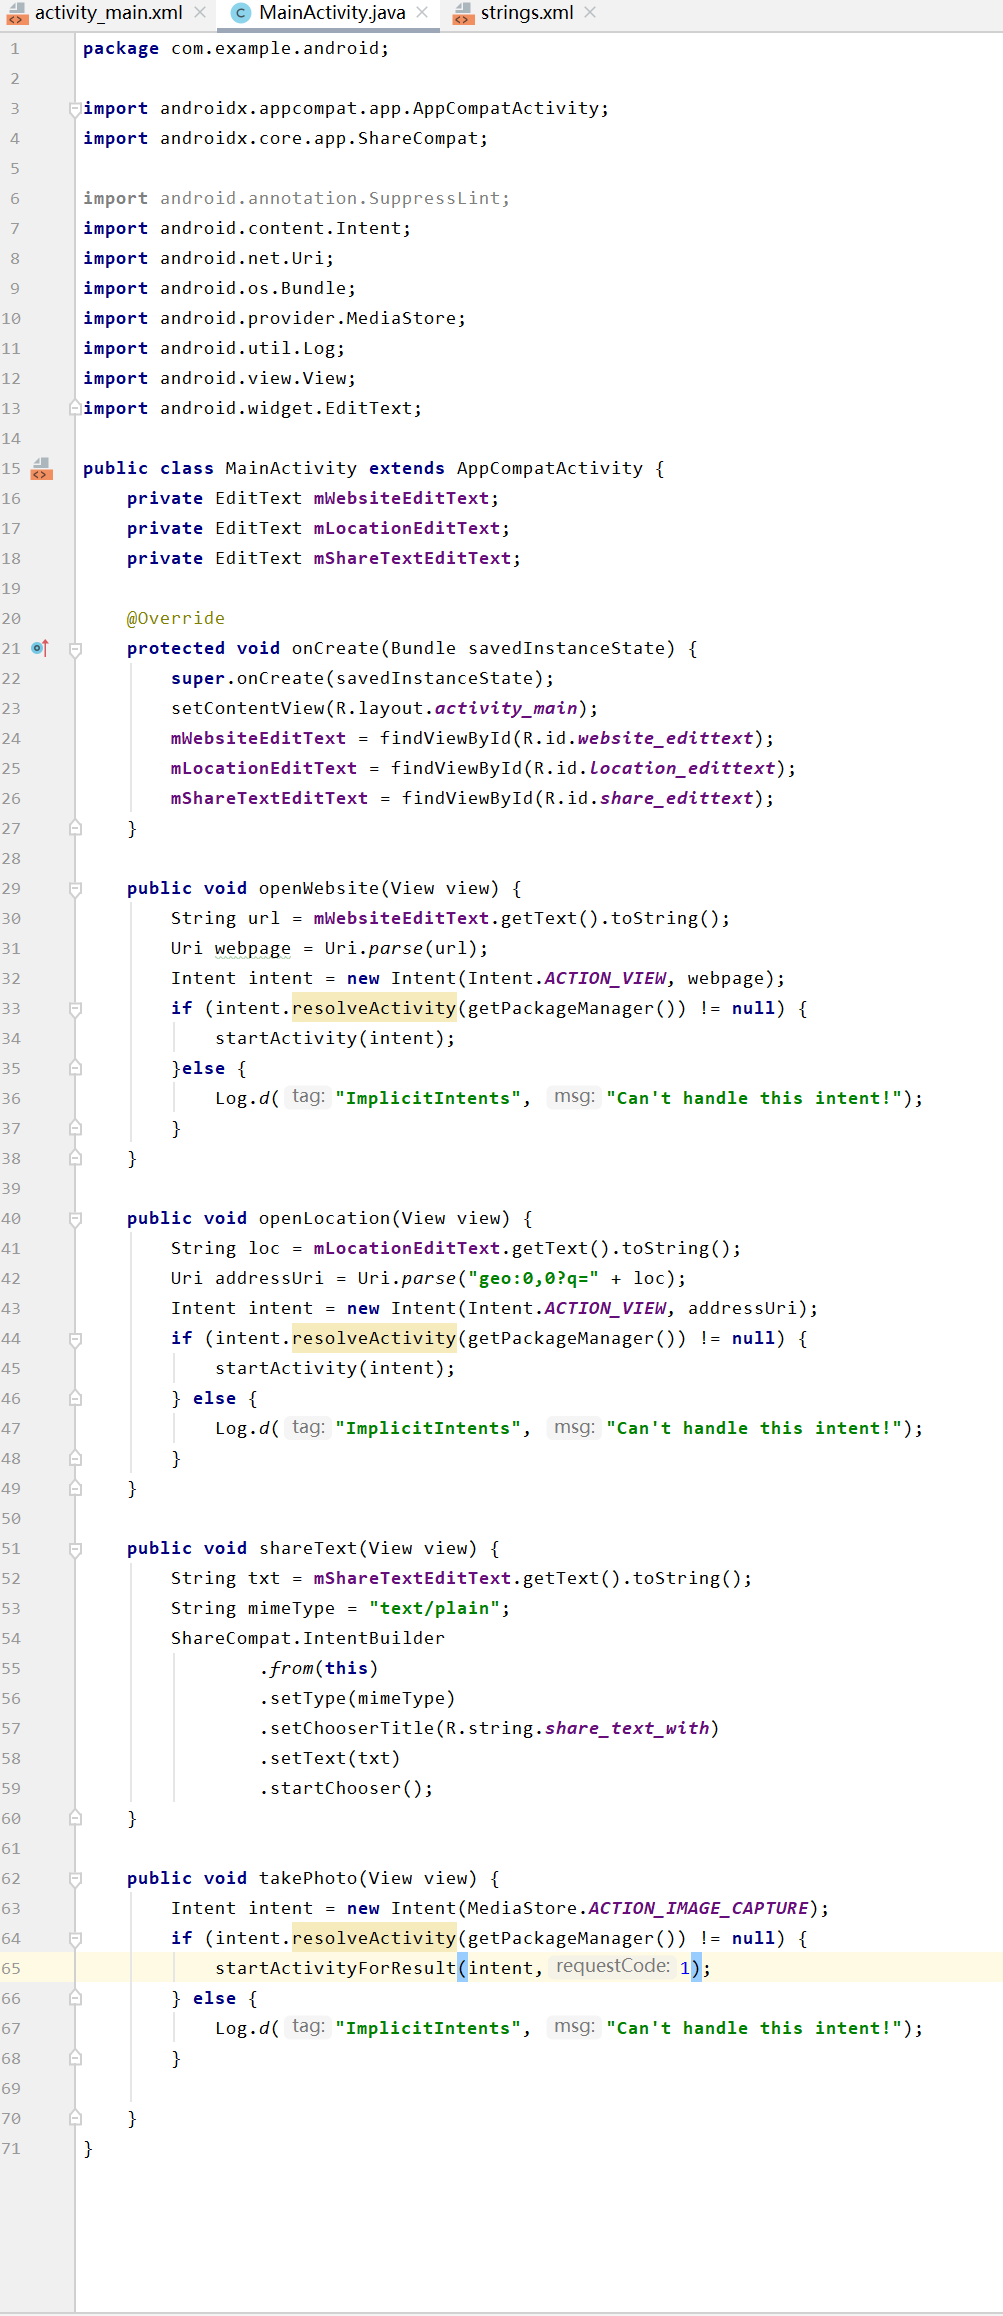 activity_main.xml MainActivity.java strings.xml
1 package com.example.android;
2
3 import androidx.appcompat.app.AppCompatActivity;
4 import androidx.core.app.ShareCompat;
5
6 import android.annotation.SuppressLint;
7 import android.content.Intent;
8 import android.net.Uri;
9 import android.os.Bundle;
10 import android.provider.MediaStore;
11 import android.util.Log;
12 import android.view.View;
13 import android.widget.EditText;
14
15 public class MainActivity extends AppCompatActivity {
16     private EditText mWebsiteEditText;
17     private EditText mLocationEditText;
18     private EditText mShareTextEditText;
19
20     @Override
21     protected void onCreate(Bundle savedInstanceState) {
22         super.onCreate(savedInstanceState);
23         setContentView(R.layout.activity_main);
24         mWebsiteEditText = findViewById(R.id.website_edittext);
25         mLocationEditText = findViewById(R.id.location_edittext);
26         mShareTextEditText = findViewById(R.id.share_edittext);
27     }
28
29     public void openWebsite(View view) {
30         String url = mWebsiteEditText.getText().toString();
31         Uri webpage = Uri.parse(url);
32         Intent intent = new Intent(Intent.ACTION_VIEW, webpage);
33         if (intent.resolveActivity(getPackageManager()) != null) {
34             startActivity(intent);
35         }else {
36             Log.d( tag: "ImplicitIntents", msg: "Can't handle this intent!");
37         }
38     }
39
40     public void openLocation(View view) {
41         String loc = mLocationEditText.getText().toString();
42         Uri addressUri = Uri.parse("geo:0,0?q=" + loc);
43         Intent intent = new Intent(Intent.ACTION_VIEW, addressUri);
44         if (intent.resolveActivity(getPackageManager()) != null) {
45             startActivity(intent);
46         } else {
47             Log.d( tag: "ImplicitIntents", msg: "Can't handle this intent!");
48         }
49     }
50
51     public void shareText(View view) {
52         String txt = mShareTextEditText.getText().toString();
53         String mimeType = "text/plain";
54         ShareCompat.IntentBuilder
55                 .from(this)
56                 .setType(mimeType)
57                 .setChooserTitle(R.string.share_text_with)
58                 .setText(txt)
59                 .startChooser();
60     }
61
62     public void takePhoto(View view) {
63         Intent intent = new Intent(MediaStore.ACTION_IMAGE_CAPTURE);
64         if (intent.resolveActivity(getPackageManager()) != null) {
65             startActivityForResult(intent, requestCode: 1);
66         } else {
67             Log.d( tag: "ImplicitIntents", msg: "Can't handle this intent!");
68         }
69
70     }
71 }